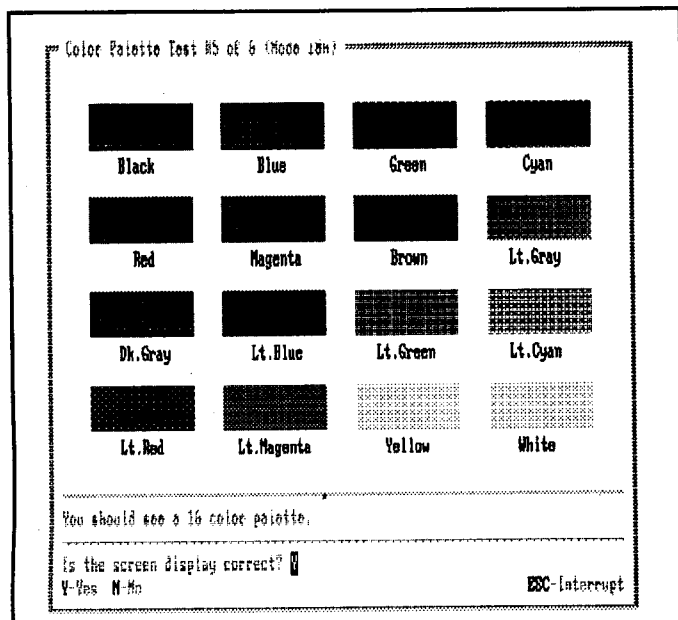 Color Palette Test #5 of 6 (Mode 10H)
Black Blue Green Cyan
Red Magenta Brown Lt.Gray
Dk.Gray Lt.Blue Lt.Green Lt.Cyan
Lt.Red Lt.Magenta Yellow White
You should see a 16 color palette.
Is the screen display correct? Y
Y-Yes N-No ESC-Interrupt